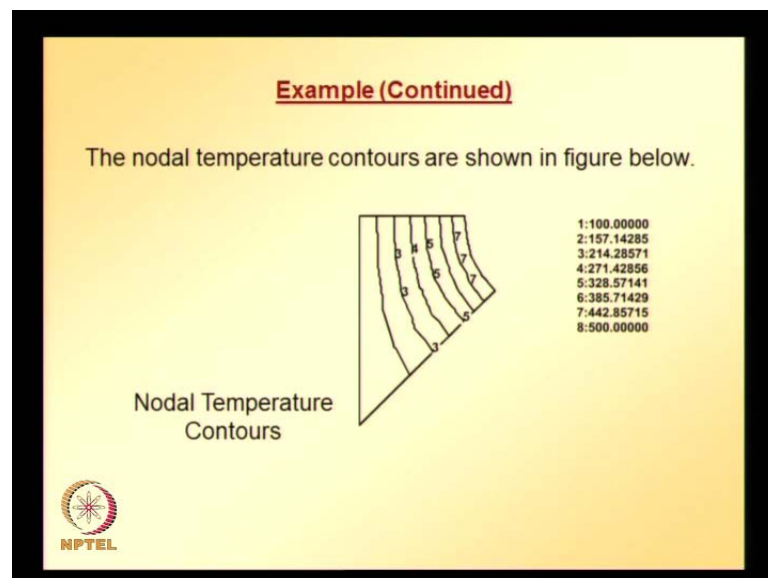 Example (Continued)
The nodal temperature contours are shown in figure below.
1:100.00000
2:157.14285
3:214.28571
4:271.42856
5:328.57141
6:385.71429
7:442.85715
8:500.00000
3 4 5 7
3 5 7 7
3 5
Nodal Temperature
Contours
NPTEL